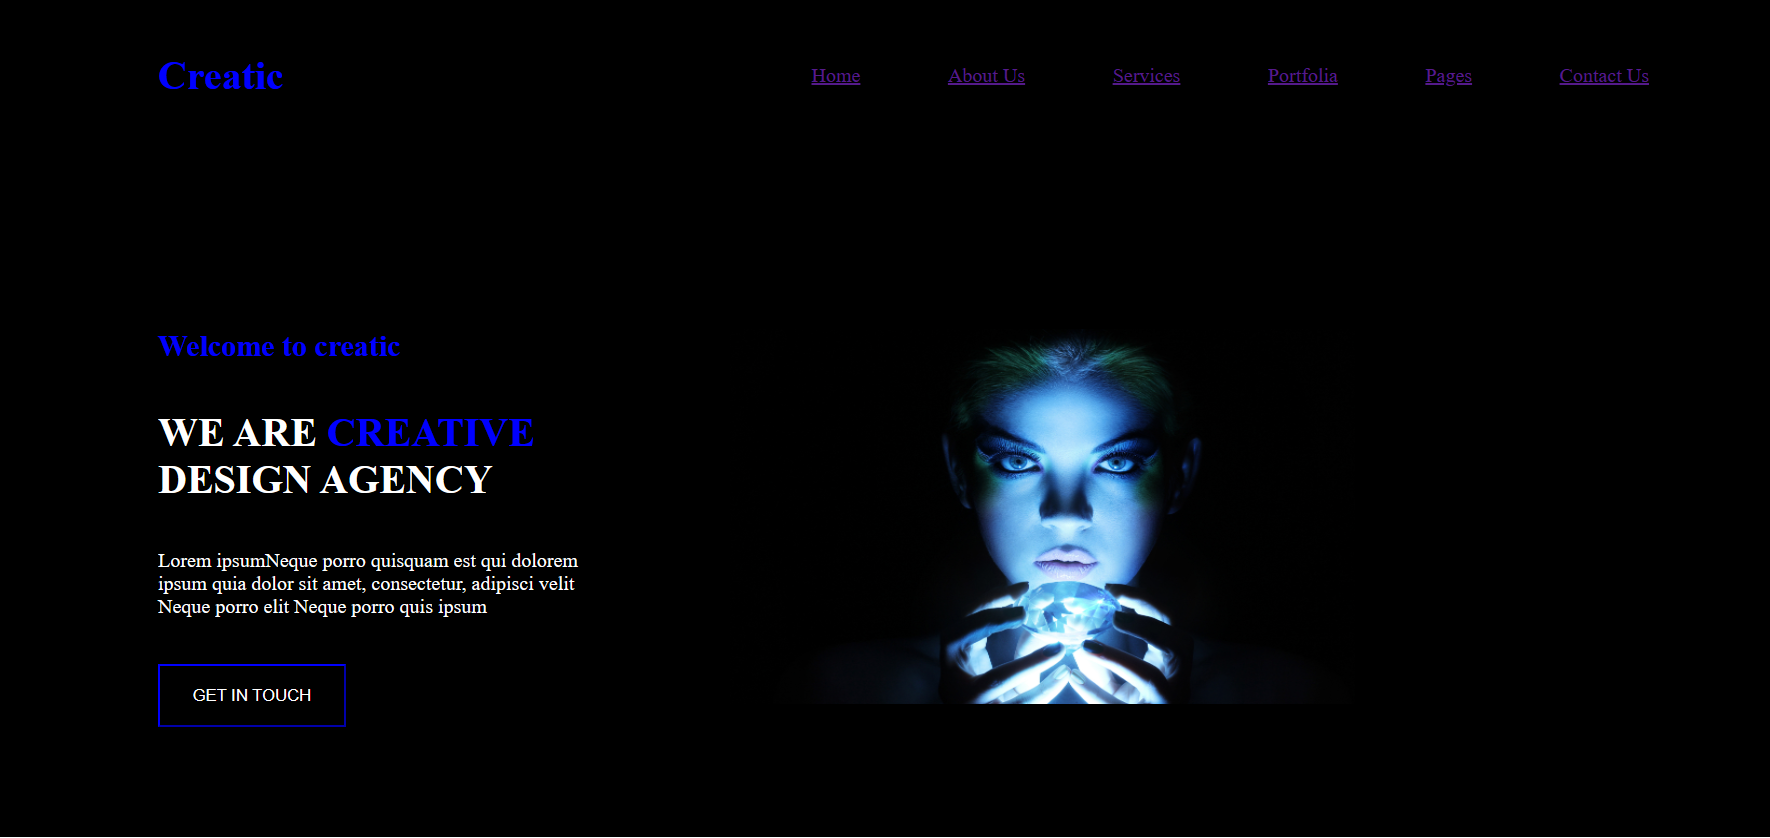 Creatic
Home About Us Services Portfolia Pages Contact Us
Welcome to creatic
WE ARE CREATIVE
DESIGN AGENCY
Lorem ipsumNeque porro quisquam est qui dolorem
ipsum quia dolor sit amet, consectetur, adipisci velit
Neque porro elit Neque porro quis ipsum
GET IN TOUCH